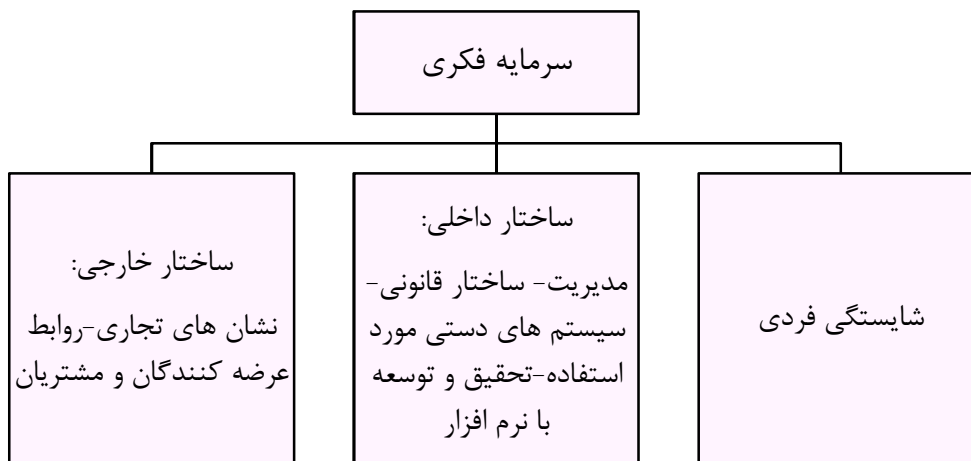 سرمایه فکری
شایستگی فردی
ساختار داخلی:
مدیریت- ساختار قانونی-
سیستم های دستی مورد
استفاده-تحقیق و توسعه
با نرم افزار
ساختار خارجی:
نشان های تجاری-روابط
عرضه کنندگان و مشتریان